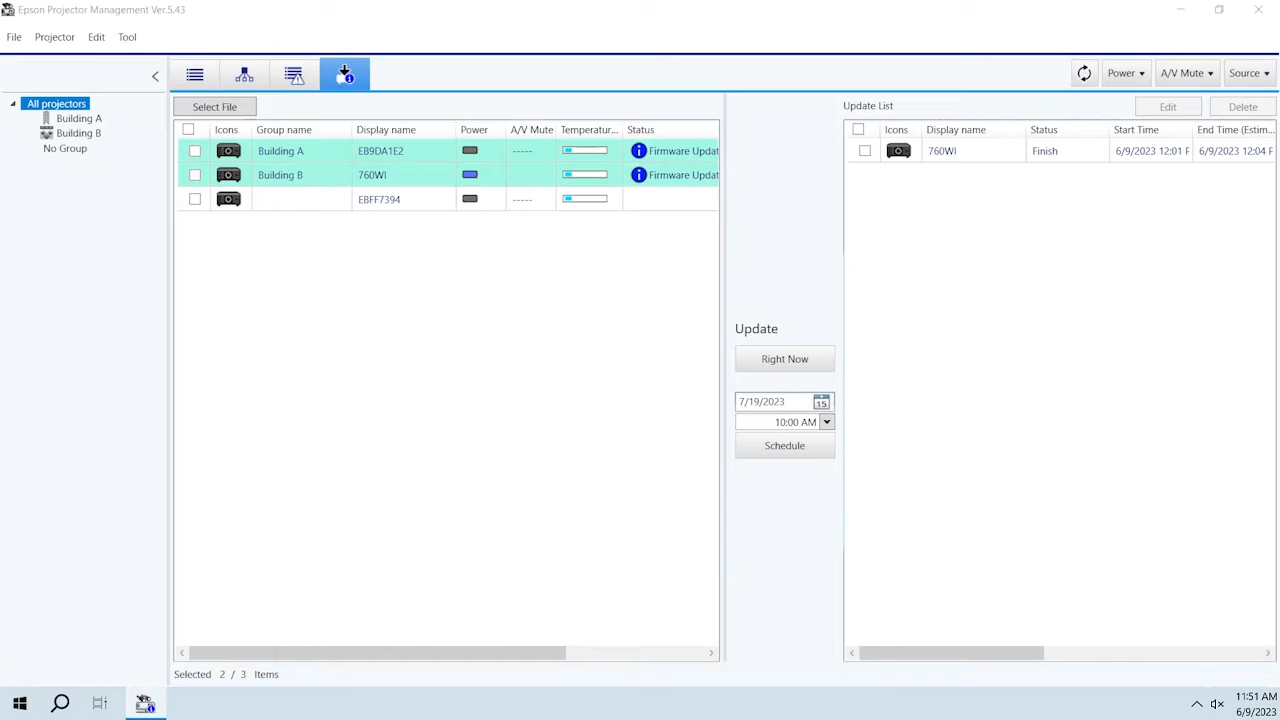 Epson Projector Management Ver.5.43
File Projector Edit Tool
Power A/V Mute Source
All projectors
Building A
Building B
No Group
Select File
Icons Group name Display name Power A/V Mute Temperatur... Status
Building A EB9DA1E2 ----- Firmware Updat
Building B 760WI Firmware Updat
EBFF7394 -----
Selected 2 / 3 Items
Update
Right Now
7/19/2023 15
10:00 AM
Schedule
Update List Edit Delete
Icons Display name Status Start Time End Time (Estim...
760WI Finish 6/9/2023 12:01 P 6/9/2023 12:04 P
11:51 AM
6/9/2023